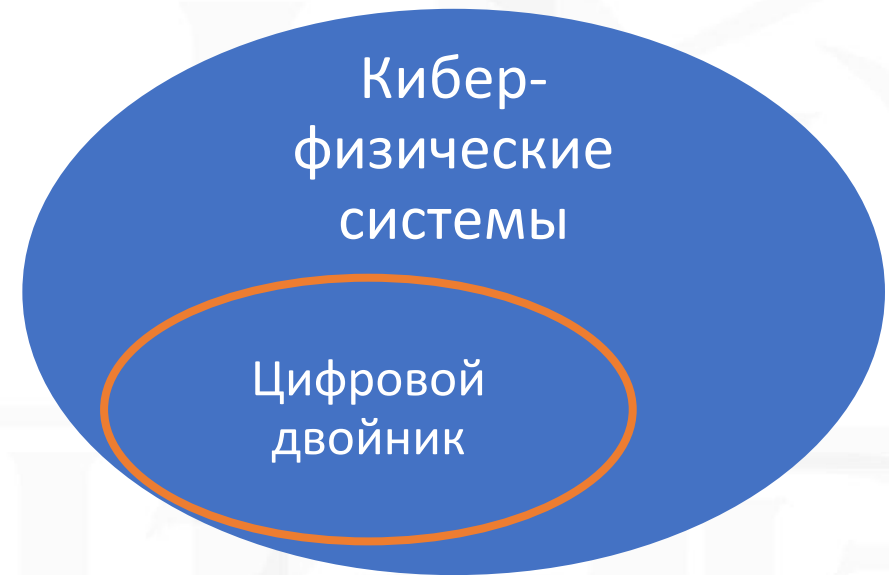 Кибер-
физические
системы
Цифровой
двойник